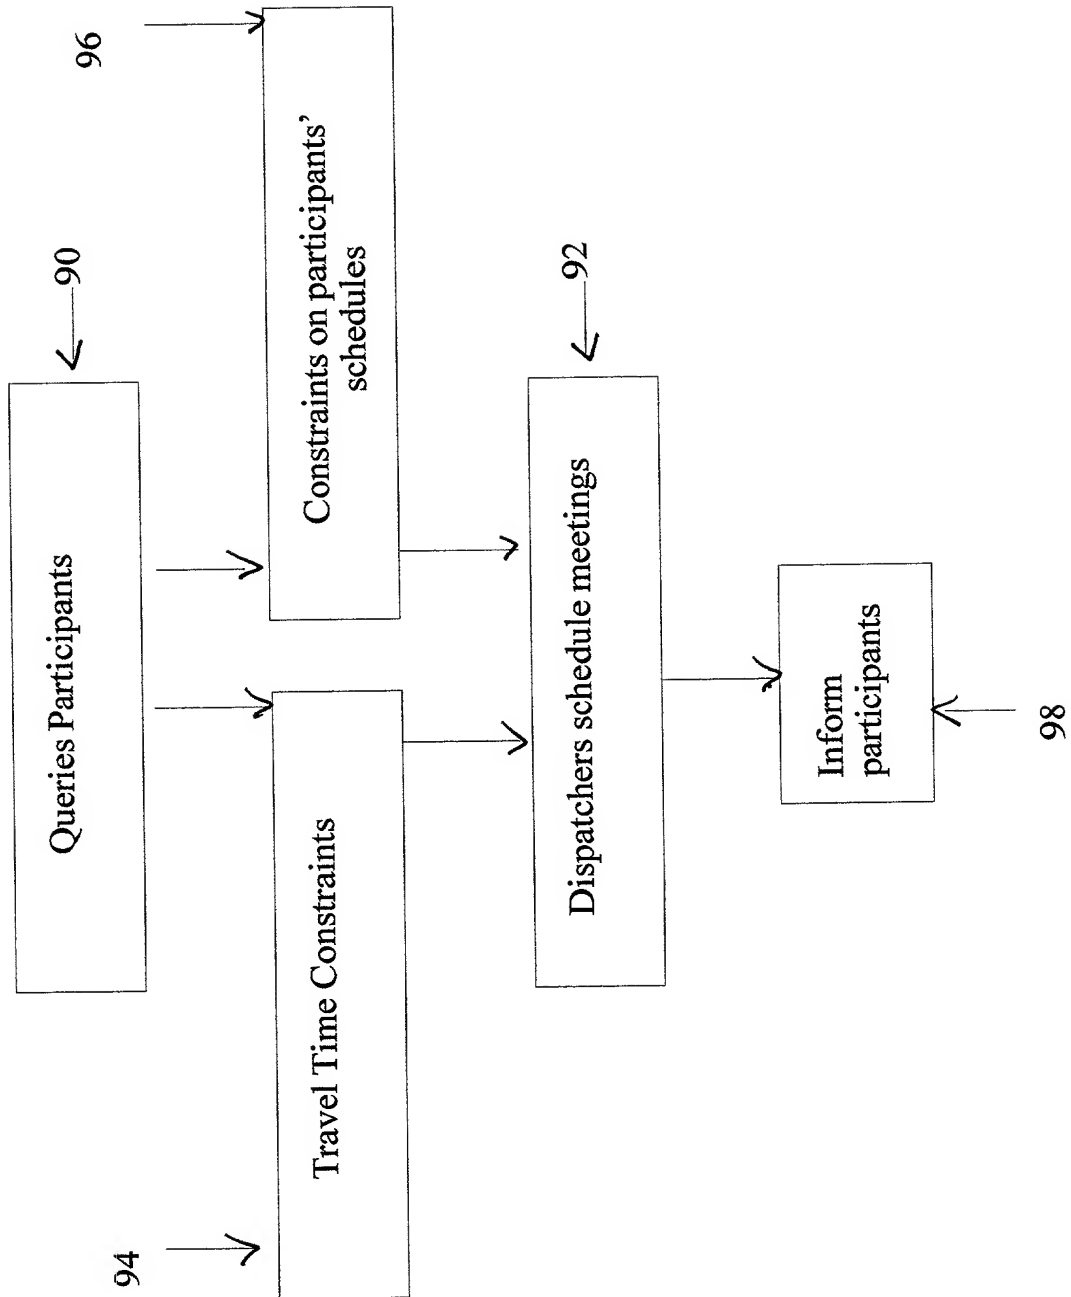 Queries Participants
90
96
94
Travel Time Constraints
Constraints on participants’
schedules
Dispatchers schedule meetings
92
Inform
participants
98